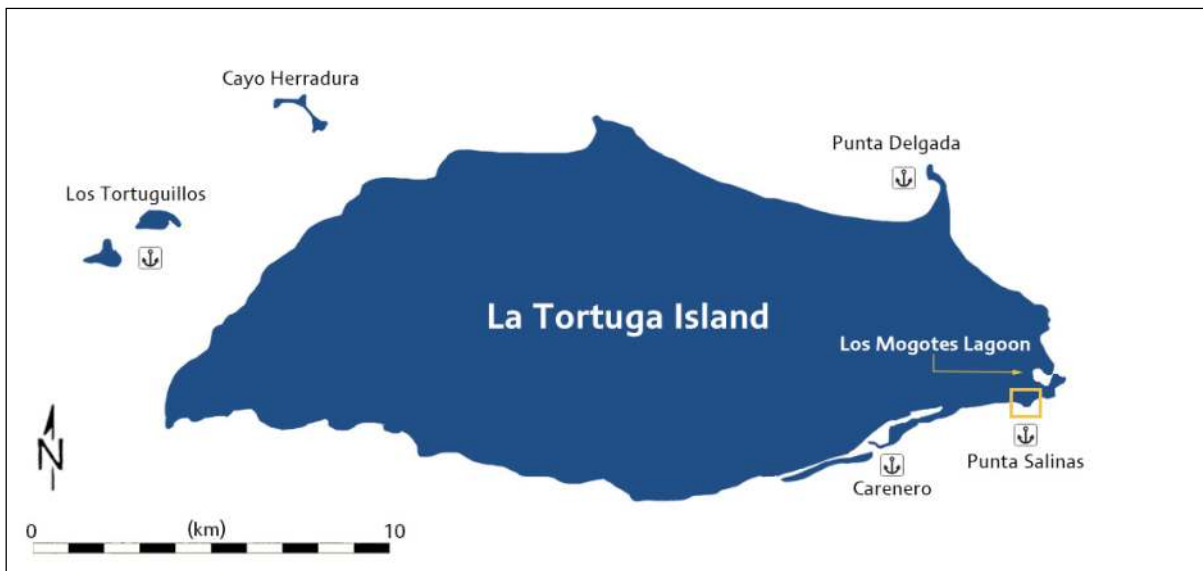 Cayo Herradura
Punta Delgada
Los Tortuguillos
La Tortuga Island
Los Mogotes Lagoon
N
Punta Salinas
Carenero
0 (km) 10